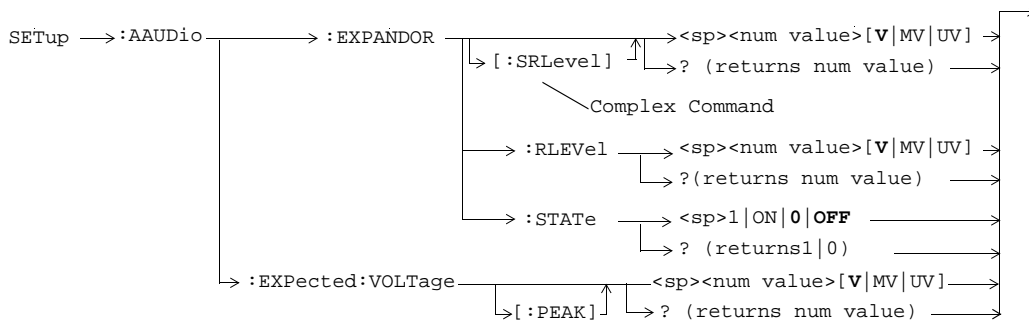 SETup :AAUDio :EXPANDOR <sp><num value>[V|MV|UV]
[:SRLevel] ? (returns num value)
Complex Command
:RLEVel <sp><num value>[V|MV|UV]
?(returns num value)
:STATe <sp>1|ON|0|OFF
? (returns1|0)
:EXPected:VOLTage <sp><num value>[V|MV|UV]
[:PEAK] ? (returns num value)